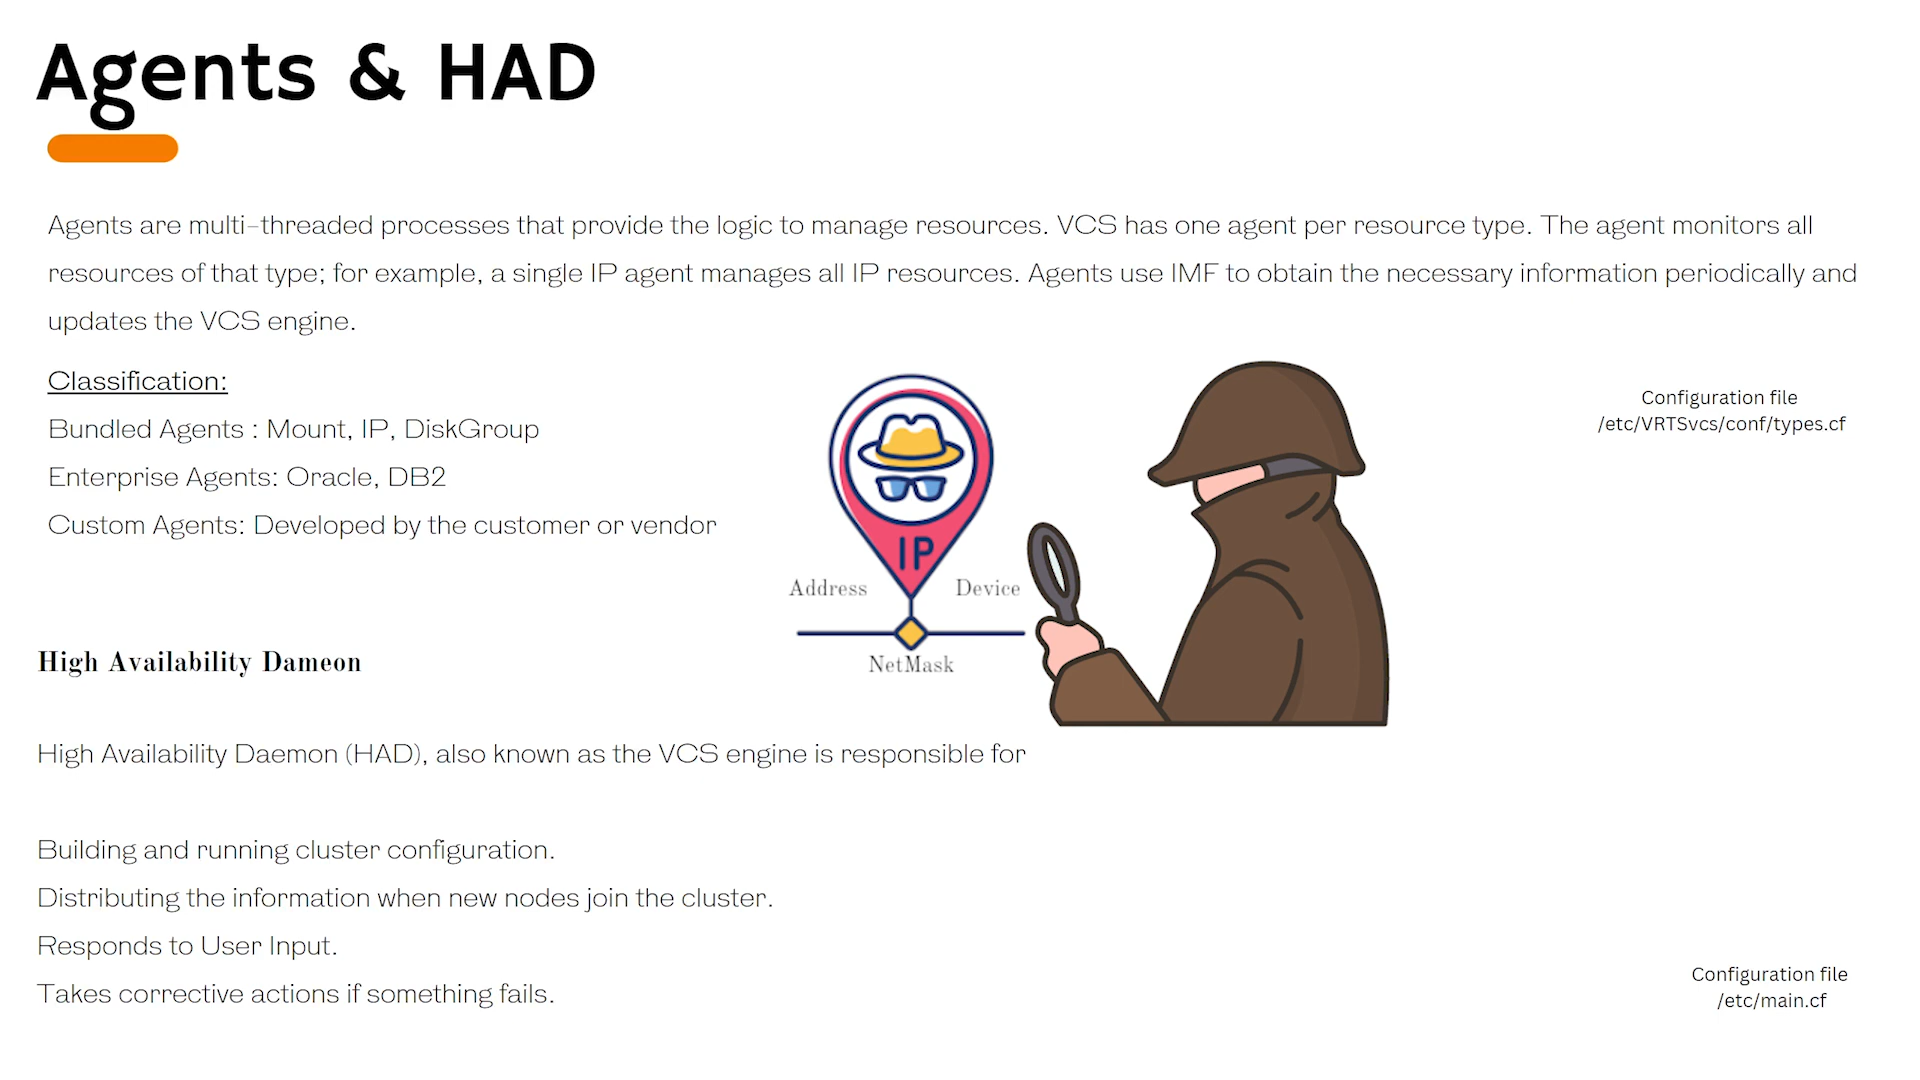 Agents & HAD
Agents are multi-threaded processes that provide the logic to manage resources. VCS has one agent per resource type. The agent monitors all
resources of that type; for example, a single IP agent manages all IP resources. Agents use IMF to obtain the necessary information periodically and
updates the VCS engine.
Classification:
Bundled Agents : Mount, IP, DiskGroup
Enterprise Agents: Oracle, DB2
Custom Agents: Developed by the customer or vendor
IP
Address
Device
NetMask
Configuration file
/etc/VRTSvcs/conf/types.cf
High Availability Dameon
High Availability Daemon (HAD), also known as the VCS engine is responsible for
Building and running cluster configuration.
Distributing the information when new nodes join the cluster.
Responds to User Input.
Takes corrective actions if something fails.
Configuration file
/etc/main.cf